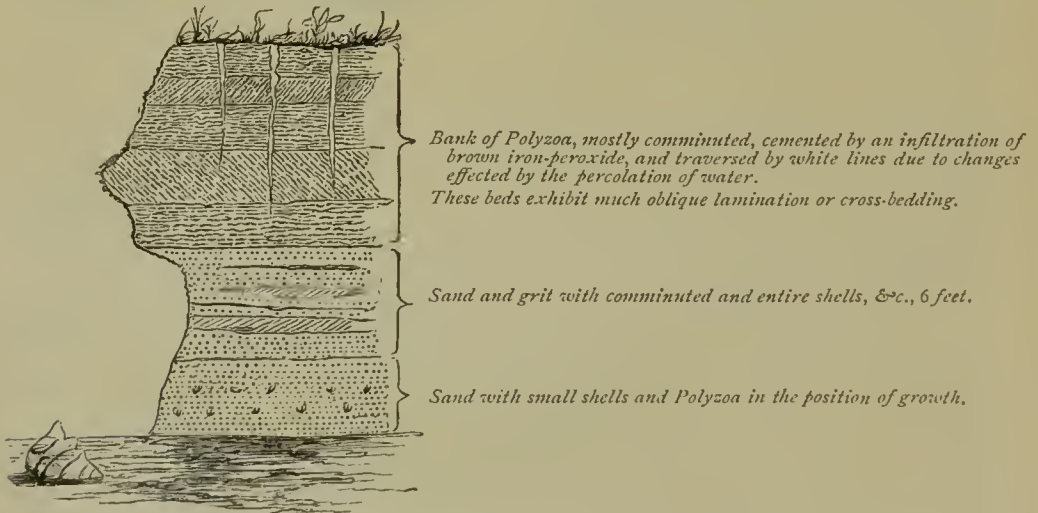 Bank of Polyzoa, mostly comminuted, cemented by an infiltration of
brown iron-peroxide, and traversed by white lines due to changes
effected by the percolation of water.
These beds exhibit much oblique lamination or cross-bedding.
Sand and grit with comminuted and entire shells, &c., 6 feet.
Sand with small shells and Polyzoa in the position of growth.